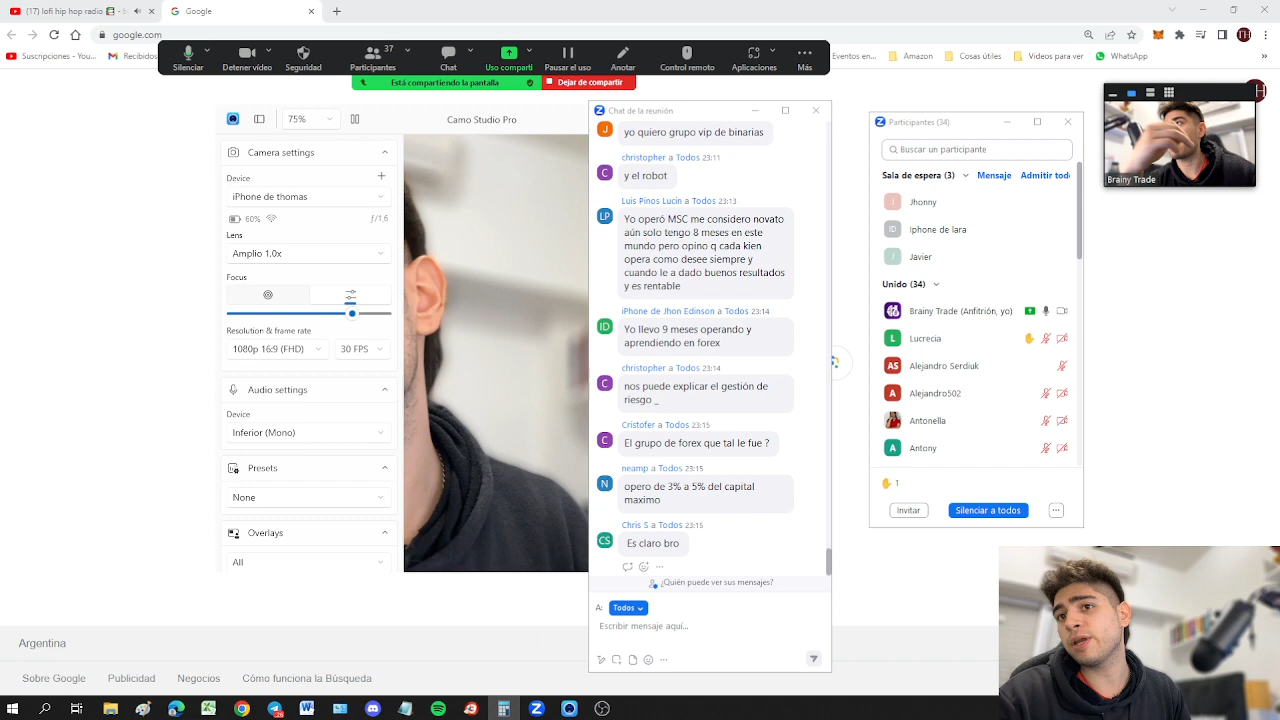 (17) lofi hip hop radio
Google
google.com
Suscripciones - You...
Recibidos
Eventos en...
Amazon
Cosas útiles
Videos para ver
WhatsApp
Silenciar
Detener vídeo
Seguridad
37
Participantes
Chat
Uso comparti
Pausar el uso
Anotar
Control remoto
Aplicaciones
Más
Está compartiendo la pantalla
Dejar de compartir
75%
Camo Studio Pro
Camera settings
Device
iPhone de thomas
60%
ƒ/1,6
Lens
Amplio 1,0x
Focus
Resolution & frame rate
1080p 16:9 (FHD)
30 FPS
Audio settings
Device
Inferior (Mono)
Presets
None
Overlays
All
Chat de la reunión
J
yo quiero grupo vip de binarias
christopher a Todos 23:11
C
y el robot
Luis Pinos Lucin a Todos 23:13
LP
Yo operó MSC me considero novato
aún solo tengo 8 meses en este
mundo pero opino q cada kien
opera como desee siempre y
cuando le a dado buenos resultados
y es rentable
iPhone de Jhon Edinson a Todos 23:14
ID
Yo llevo 9 meses operando y
aprendiendo en forex
christopher a Todos 23:14
C
nos puede explicar el gestión de
riesgo _
Cristofer a Todos 23:15
C
El grupo de forex que tal le fue ?
neamp a Todos 23:15
N
opero de 3% a 5% del capital
maximo
Chris S a Todos 23:15
CS
Es claro bro
¿Quién puede ver sus mensajes?
A: Todos
Escribir mensaje aquí...
Participantes (34)
Buscar un participante
Sala de espera (3)
Mensaje
Admitir tod
I
Jhonny
ID
Iphone de lara
J
Javier
Unido (34)
Brainy Trade (Anfitrión, yo)
L
Lucrecia
AS
Alejandro Serdiuk
A
Alejandro502
Antonella
A
Antony
1
Invitar
Silenciar a todos
Brainy Trade
Argentina
Sobre Google
Publicidad
Negocios
Cómo funciona la Búsqueda